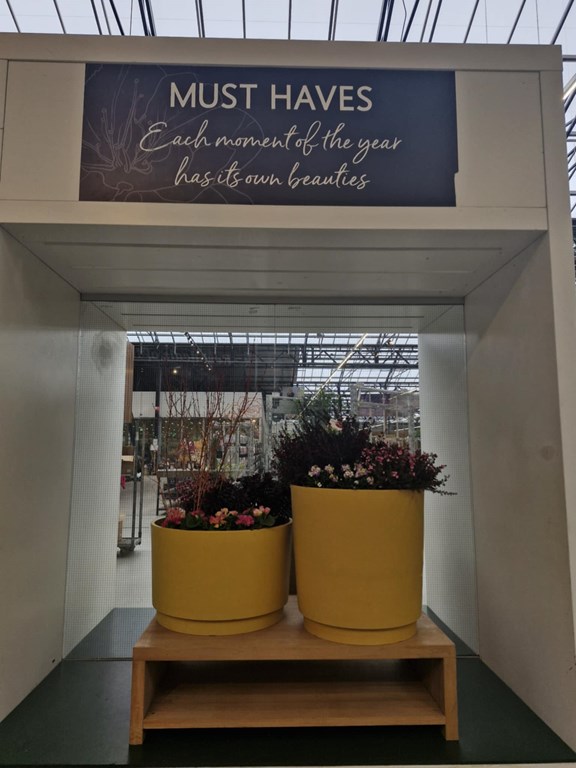 MUST HAVES
Each moment of the year
has its own beauties